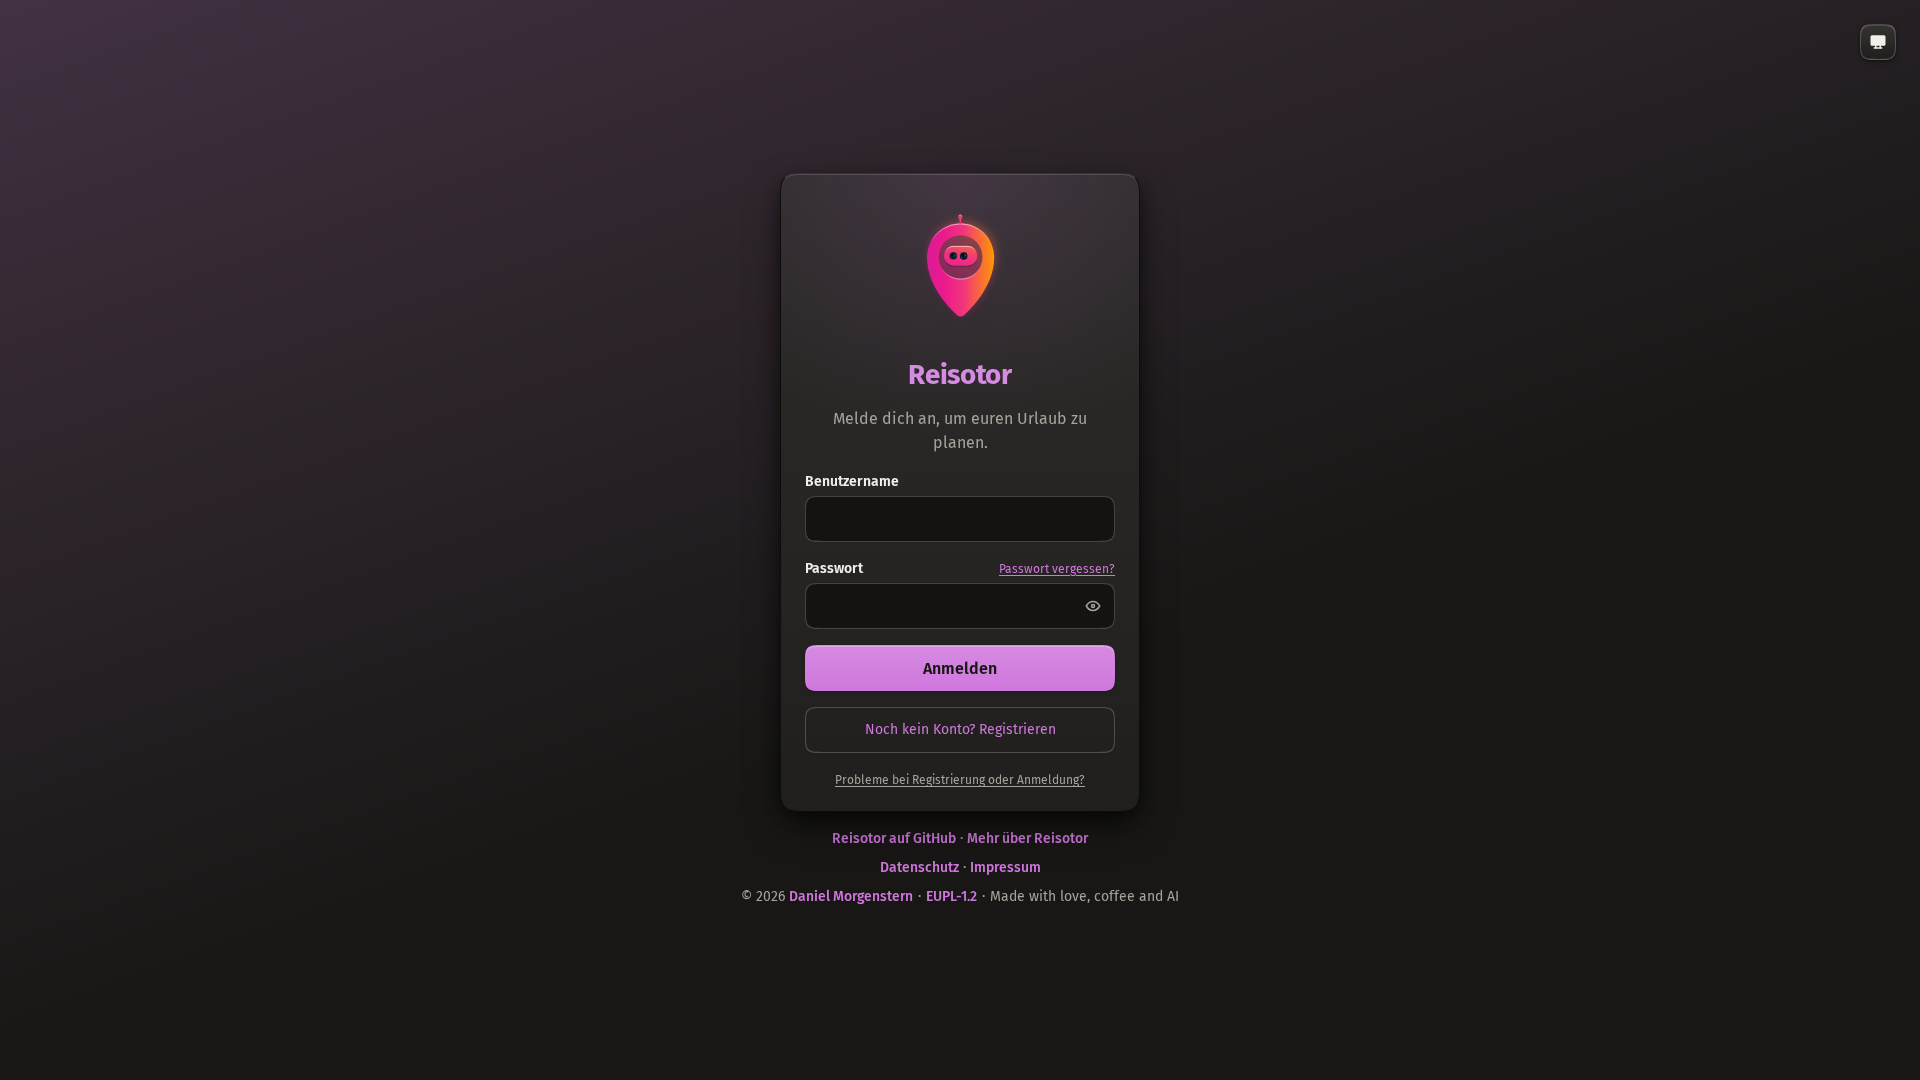 Reisotor
Melde dich an, um euren Urlaub zu
planen.
Benutzername
Passwort
Passwort vergessen?
Anmelden
Noch kein Konto? Registrieren
Probleme bei Registrierung oder Anmeldung?
Reisotor auf GitHub · Mehr über Reisotor
Datenschutz · Impressum
© 2026 Daniel Morgenstern · EUPL-1.2 · Made with love, coffee and AI